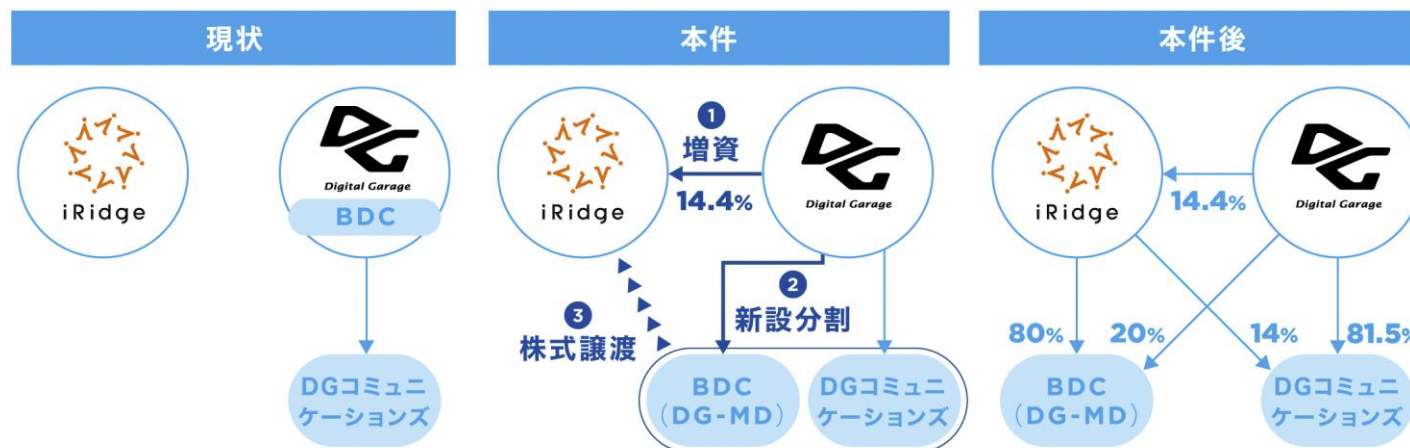 現状
iRidge
DG
Digital Garage
BDC
DGコミュニ
ケーションズ
本件
iRidge
1
増資
14.4%
DG
Digital Garage
2
新設分割
3
株式譲渡
BDC
(DG-MD)
DGコミュニ
ケーションズ
本件後
iRidge
14.4%
DG
Digital Garage
80%
20%
14%
81.5%
BDC
(DG-MD)
DGコミュニ
ケーションズ